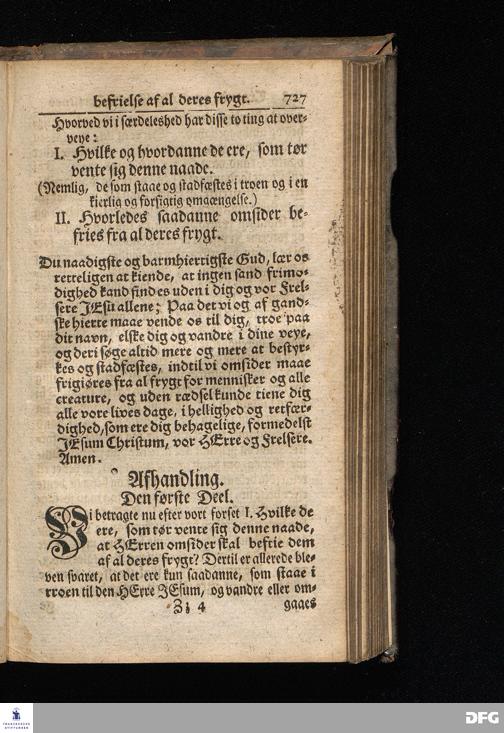 befrielse af al deres frygt. 727
Hvorved vi i særdeleshed har disse to ting at over-
veye:
I. Hvilke og hvordanne de ere, som tør
vente sig denne naade.
(Nemlig, de som staae og stadfæstes i troen og i en
kierlig og forsigtig omgængelse.)
II. Hvorledes saadanne omsider be-
fries fra al deres frygt.
Du naadigste og barmhierrigste Gud, lær os
retteligen at kiende, at ingen sand frimo-
dighed kand findes uden i dig og vor Frel-
sere JEsu allene; Paa det vi og af gand-
ske hierte maae vende os til dig, troe paa
dit navn, elske dig og vandre i dine veye,
og deri søge altid mere og mere at bestyr-
kes og stadfæstes, indtil vi omsider maae
frigiøres fra al frygt for mennisker og alle
creature, og uden rædsel kunde tiene dig
alle vore lives dage, i hellighed og retfær-
dighed, som ere dig behagelige, formedelst
JEsum Christum, vor HErre og Frelsere.
Amen.
Afhandling.
Den første Deel.
Vi betragte nu efter vort forset I. Hvilke de
ere, som tør vente sig denne naade,
at HErren omsider skal befrie dem
af al deres frygt? Dertil er allerede ble-
ven svaret, at det ere kun saadanne, som staae i
troen til den HErre JEsum, og vandre eller om-
Zz 4 gaaes
FRANCKESCHE
STIFTUNGEN
DFG